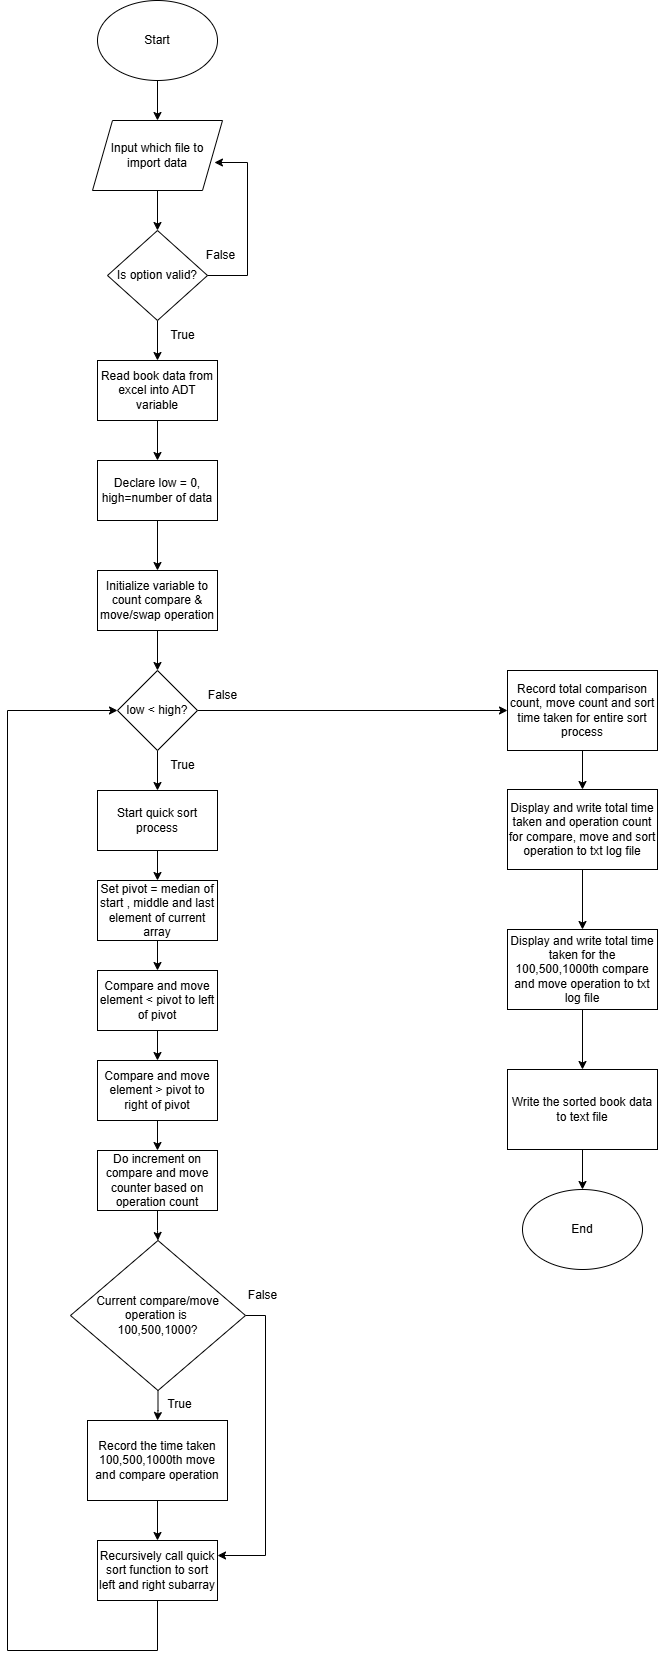 Start
Input which file to
import data
False
Is option valid?
True
Read book data from
excel into ADT
variable
Declare low = 0,
high=number of data
Initialize variable to
count compare &
move/swap operation
low < high?
False
True
Start quick sort
process
Set pivot = median of
start , middle and last
element of current
array
Compare and move
element < pivot to left
of pivot
Compare and move
element > pivot to
right of pivot
Do increment on
compare and move
counter based on
operation count
Current compare/move
operation is
100,500,1000?
False
True
Record the time taken
100,500,1000th move
and compare operation
Recursively call quick
sort function to sort
left and right subarray
Record total comparison
count, move count and sort
time taken for entire sort
process
Display and write total time
taken and operation count
for compare, move and sort
operation to txt log file
Display and write total time
taken for the
100,500,1000th compare
and move operation to txt
log file
Write the sorted book data
to text file
End